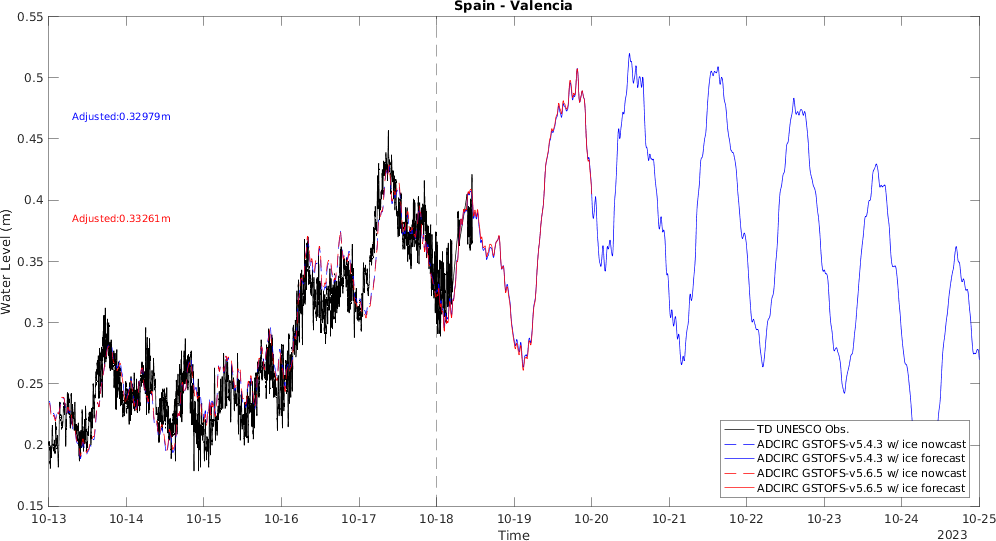 Spain - Valencia
0.55
0.5
0.45
0.4
0.35
0.3
0.25
0.2
0.15
Water Level (m)
Adjusted:0.32979m
Adjusted:0.33261m
TD UNESCO Obs.
ADCIRC GSTOFS-v5.4.3 w/ ice nowcast
ADCIRC GSTOFS-v5.4.3 w/ ice forecast
ADCIRC GSTOFS-v5.6.5 w/ ice nowcast
ADCIRC GSTOFS-v5.6.5 w/ ice forecast
10-13 10-14 10-15 10-16 10-17 10-18 10-19 10-20 10-21 10-22 10-23 10-24 10-25
Time
2023